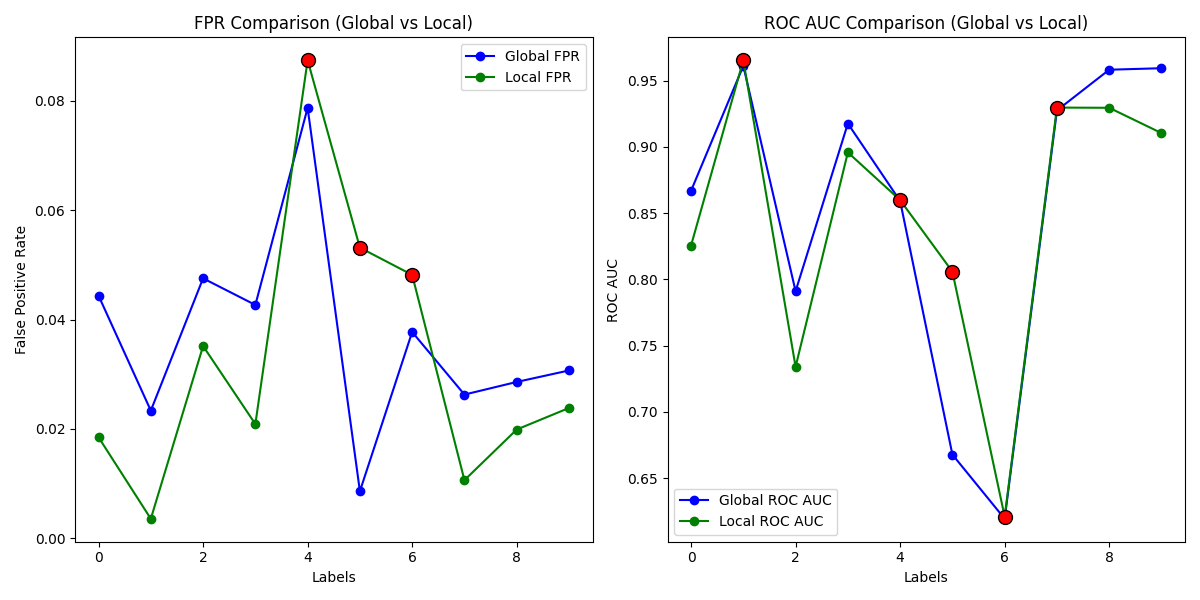 FPR Comparison (Global vs Local)
Global FPR
Local FPR
False Positive Rate
0.08
0.06
0.04
0.02
0.00
0 2 4 6 8
Labels
ROC AUC Comparison (Global vs Local)
ROC AUC
0.95
0.90
0.85
0.80
0.75
0.70
0.65
Global ROC AUC
Local ROC AUC
0 2 4 6 8
Labels